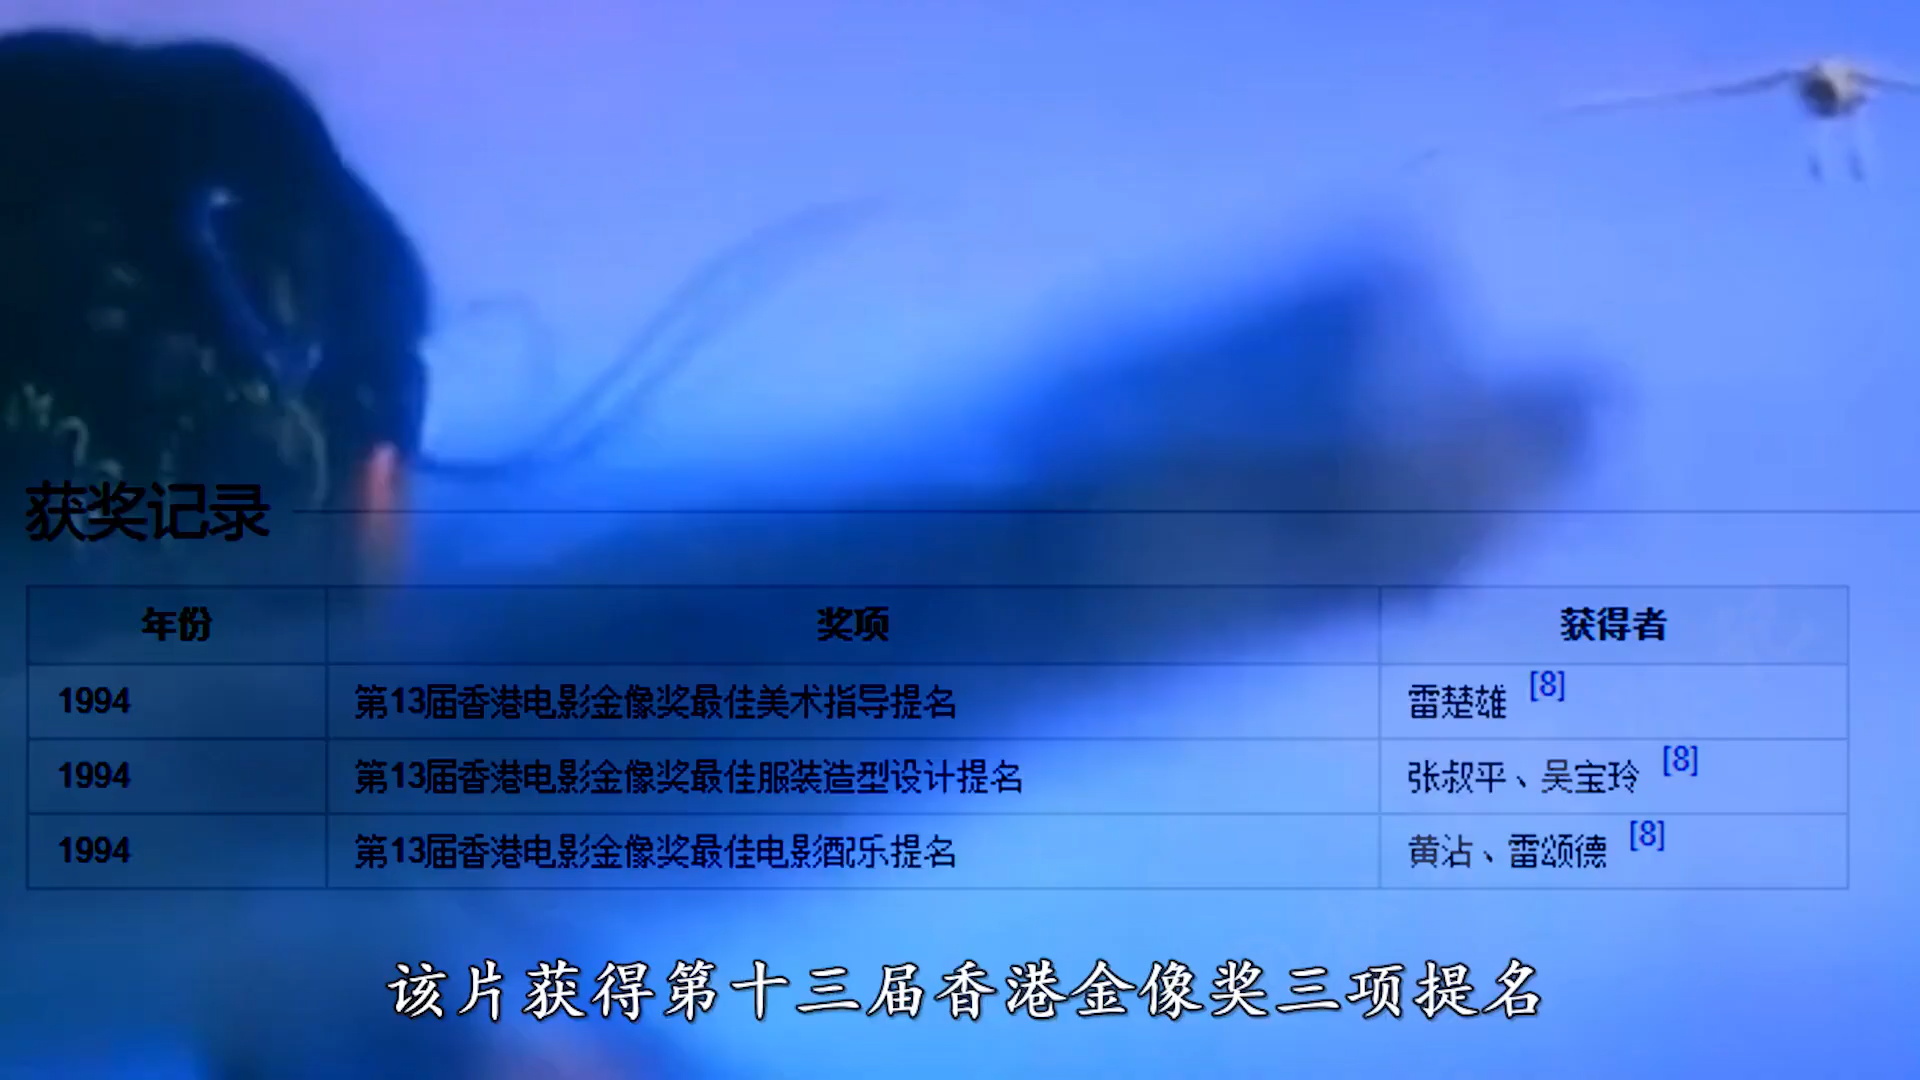 获奖记录
年份 奖项 获得者
1994 第13届香港电影金像奖最佳美术指导提名 雷楚雄 [8]
1994 第13届香港电影金像奖最佳服装造型设计提名 张叔平、吴宝玲 [8]
1994 第13届香港电影金像奖最佳电影配乐提名 黄沾、雷颂德 [8]
该片获得第十三届香港金像奖三项提名